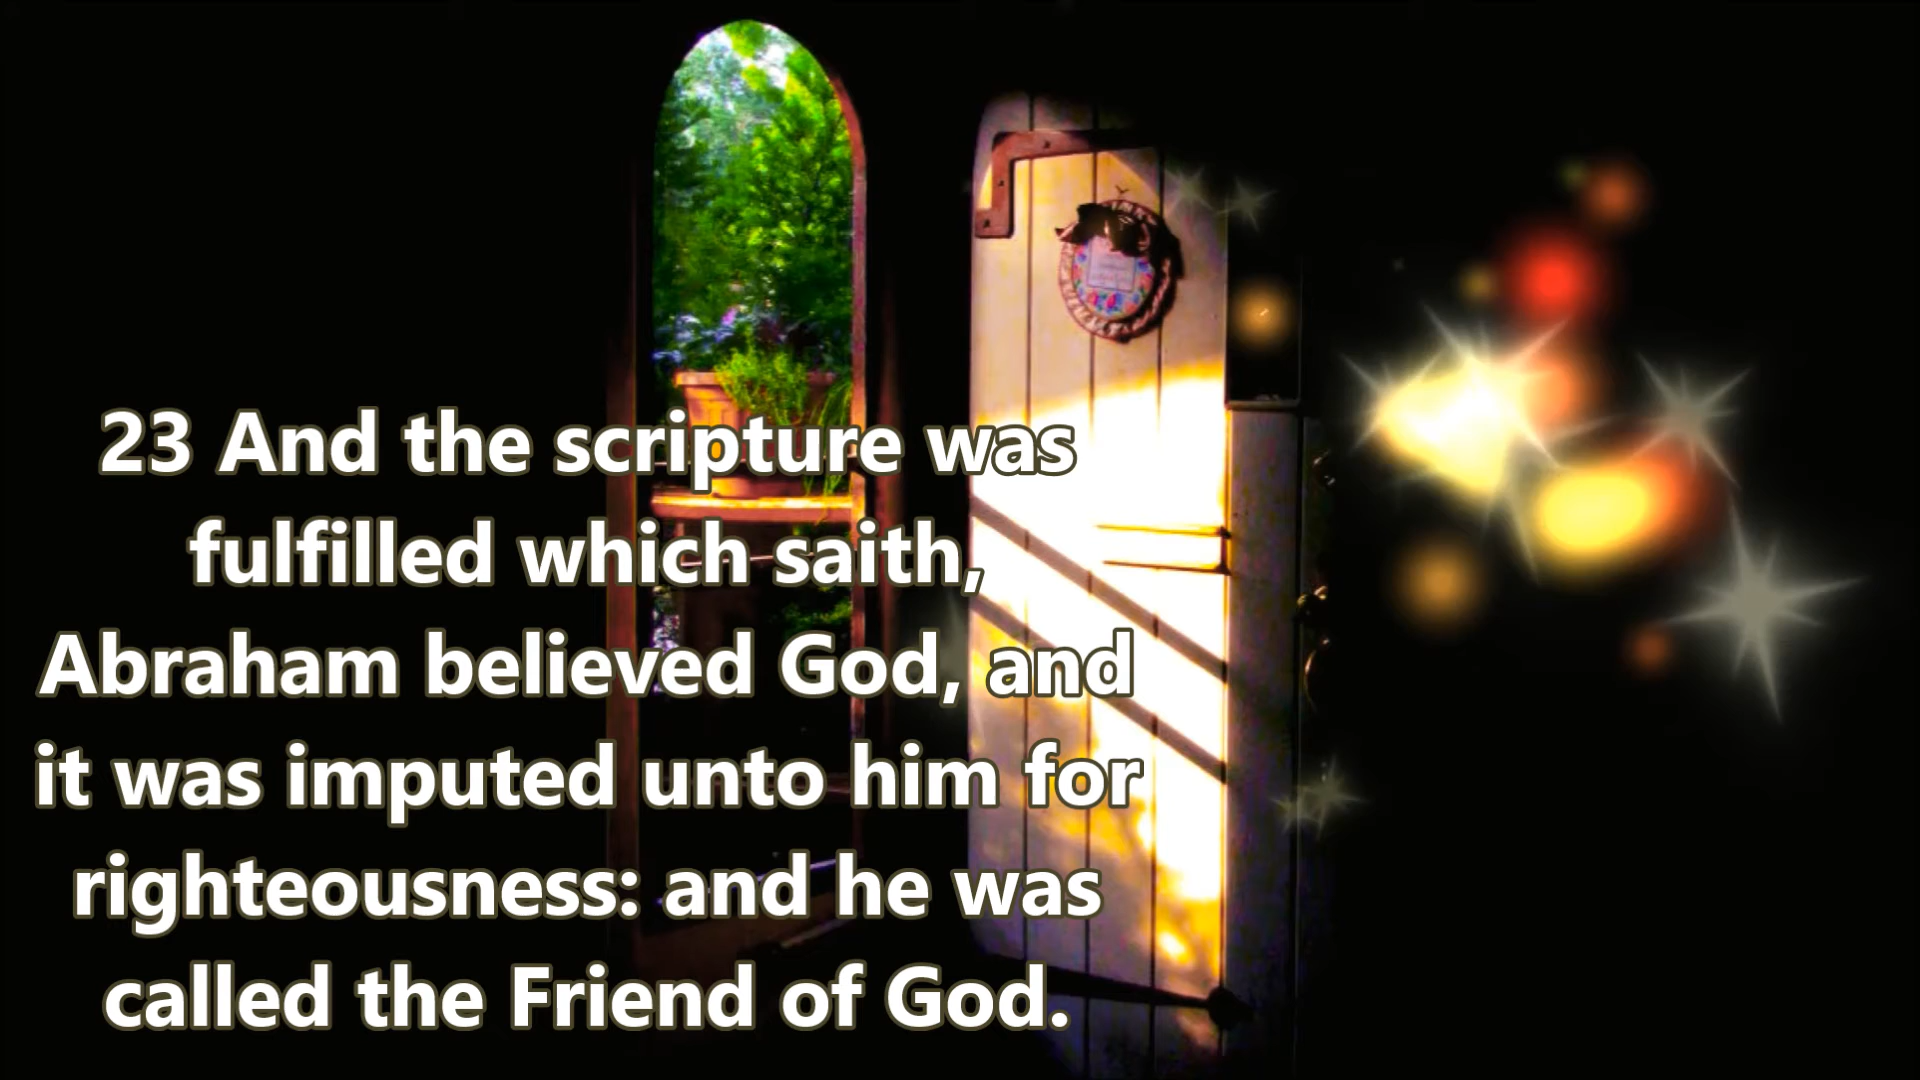 23 And the scripture was
fulfilled which saith,
Abraham believed God, and
it was imputed unto him for
righteousness: and he was
called the Friend of God.